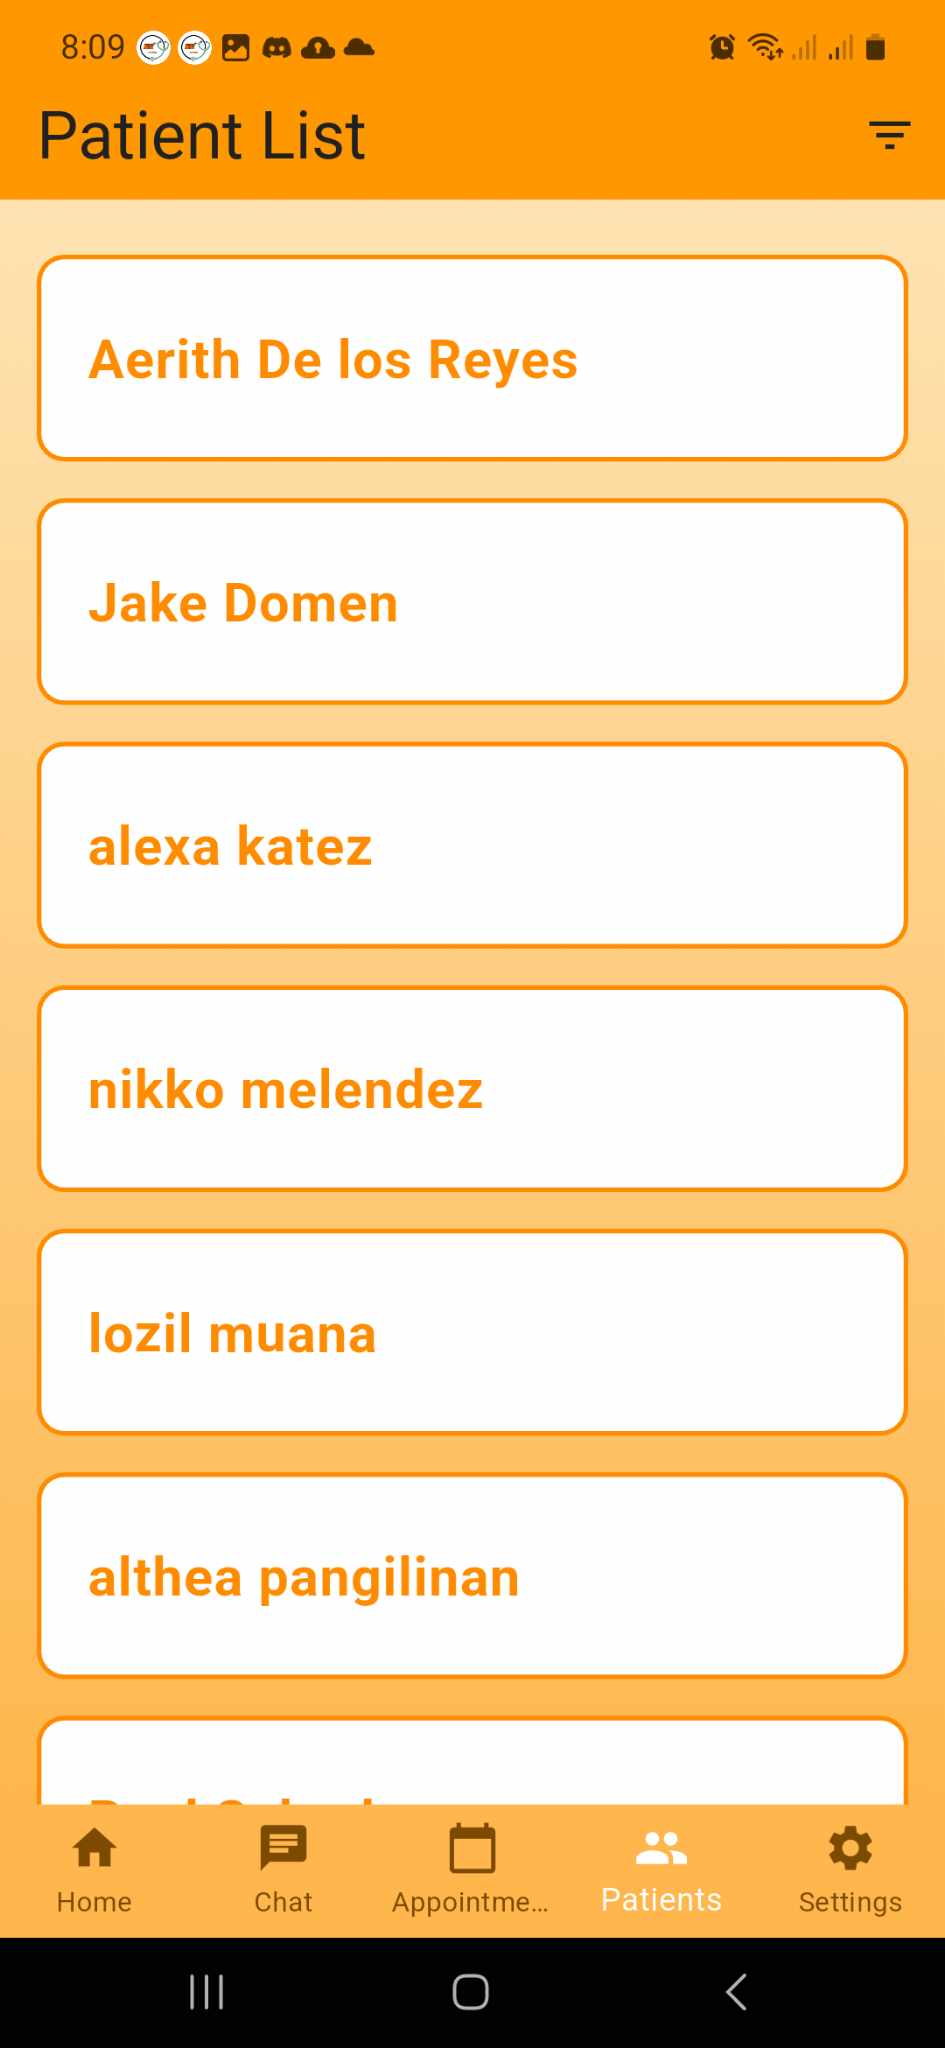 8:09
Patient List
Aerith De los Reyes
Jake Domen
alexa katez
nikko melendez
lozil muana
althea pangilinan
Home
Chat
Appointme...
Patients
Settings